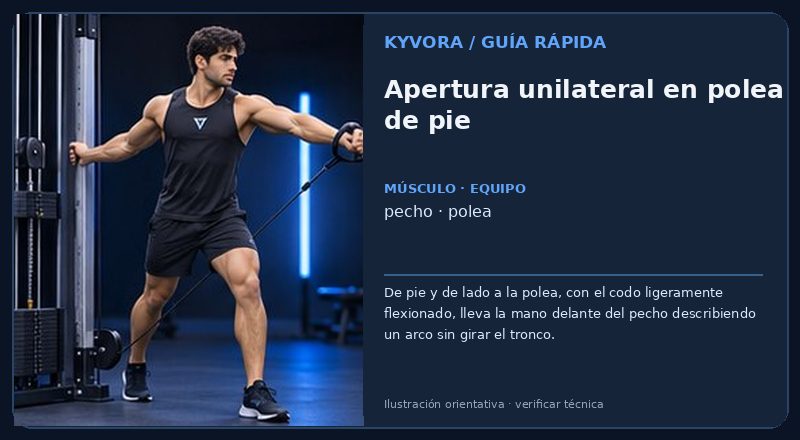 KYVORA / GUÍA RÁPIDA
Apertura unilateral en polea
de pie
MÚSCULO · EQUIPO
pecho · polea
De pie y de lado a la polea, con el codo ligeramente
flexionado, lleva la mano delante del pecho describiendo
un arco sin girar el tronco.
Ilustración orientativa · verificar técnica